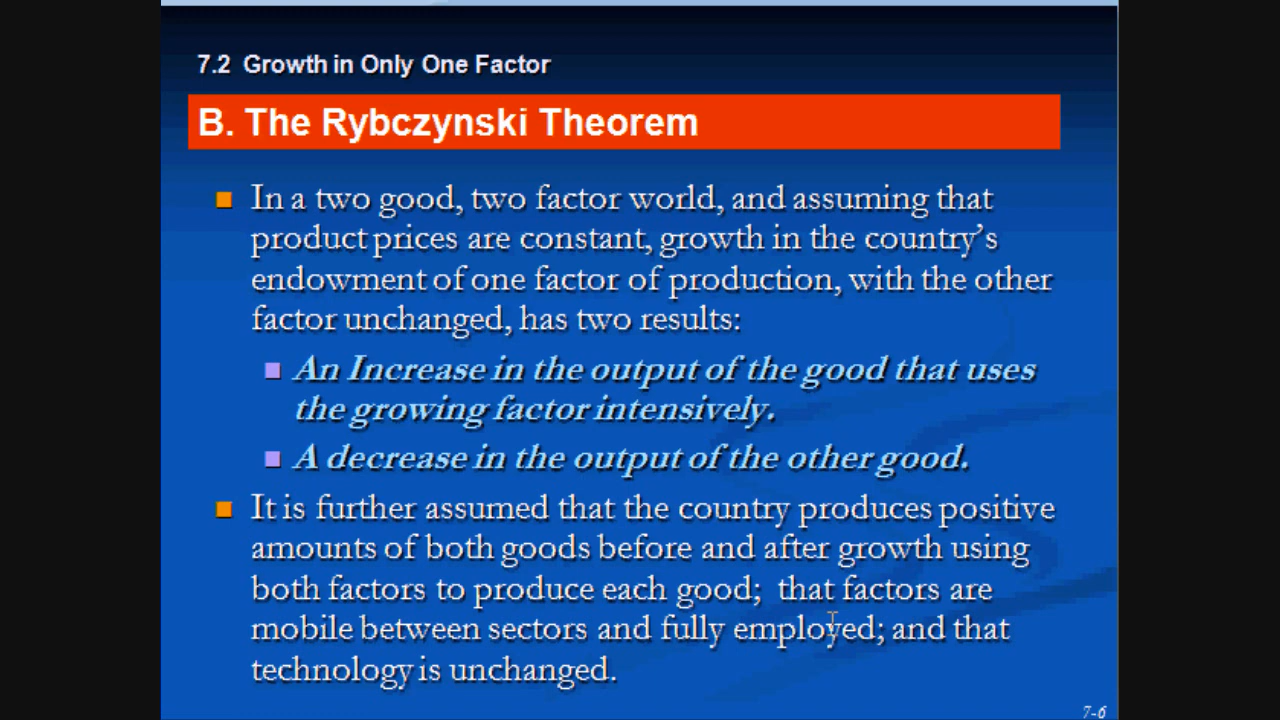 7.2 Growth in Only One Factor
B. The Rybczynski Theorem
In a two good, two factor world, and assuming that
product prices are constant, growth in the country’s
endowment of one factor of production, with the other
factor unchanged, has two results:
An Increase in the output of the good that uses
the growing factor intensively.
A decrease in the output of the other good.
It is further assumed that the country produces positive
amounts of both goods before and after growth using
both factors to produce each good; that factors are
mobile between sectors and fully employed; and that
technology is unchanged.
7-6